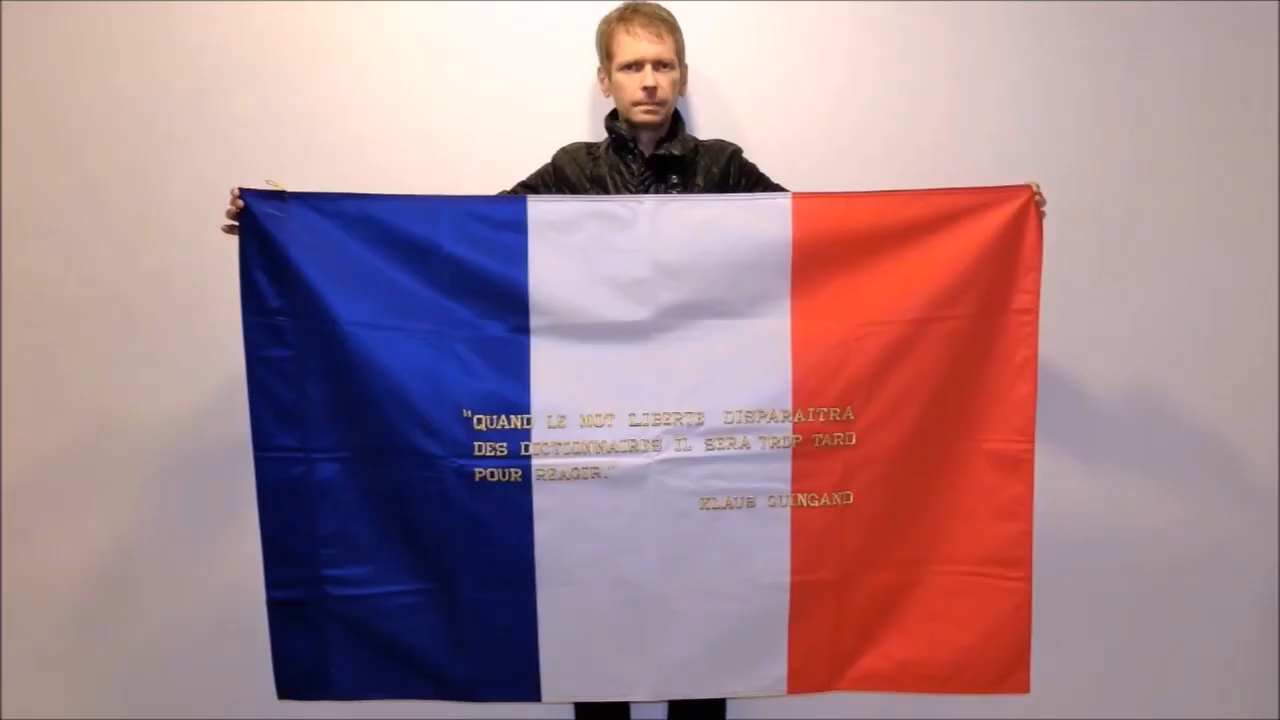 "QUAND LE MOT LIBERTE DISPARAITRA
DES DICTIONNAIRES IL SERA TROP TARD
POUR REAGIR."
KLAUS GUINGAND